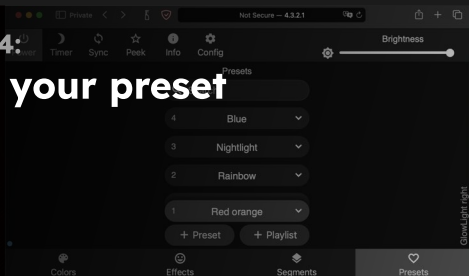 Private
Not Secure — 4.3.2.1
4:
Timer
Sync
Peek
Info
Config
Brightness
your preset
Presets
4 Blue
3 Nightlight
2 Rainbow
1 Red orange
+ Preset
+ Playlist
GlowLight right
Colors
Effects
Segments
Presets